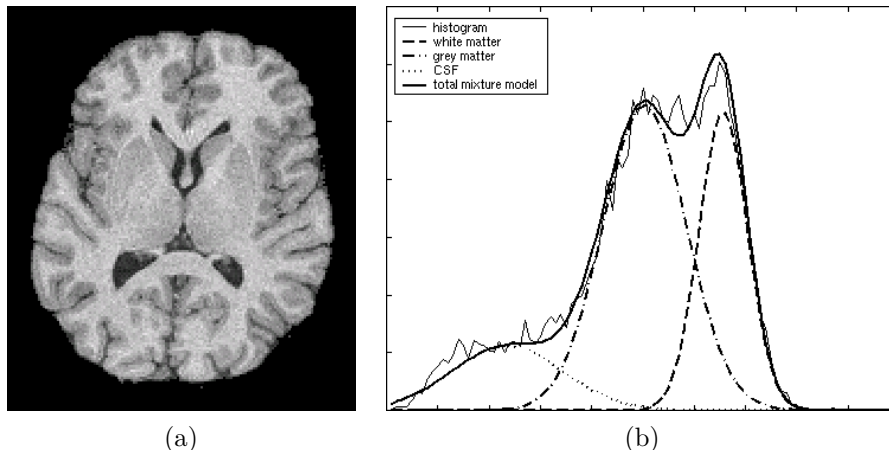 histogram
white matter
grey matter
CSF
total mixture model
(a)
(b)